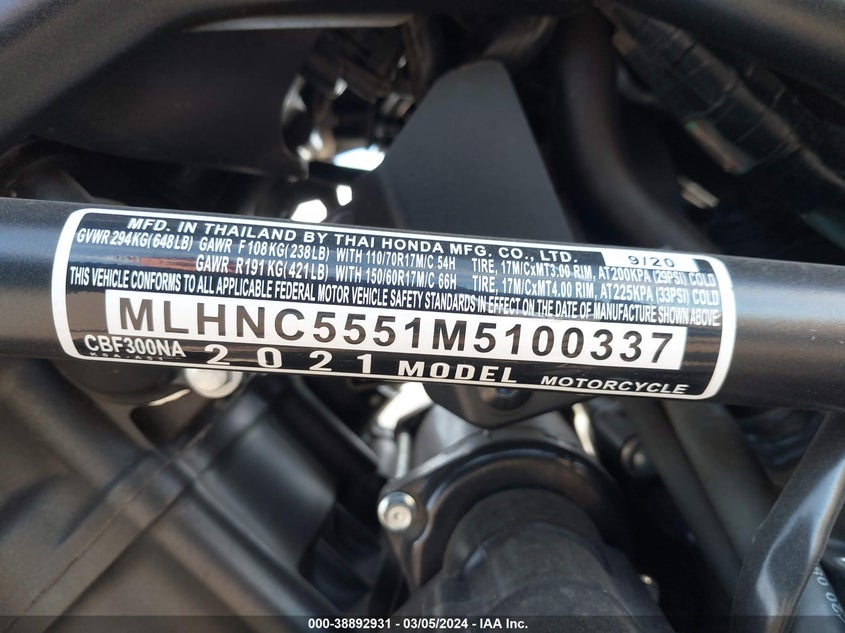 MFD. IN THAILAND BY THAI HONDA MFG. CO., LTD. 9/20
GVWR 294KG(648LB) GAWR F108KG(238LB) WITH 110/70R17M/C 54H TIRE, 17M/CxMT3.00 RIM, AT200KPA (29PSI) COLD
GAWR R191KG(421LB) WITH 150/60R17M/C 66H TIRE, 17M/CxMT4.00 RIM, AT225KPA (33PSI) COLD
THIS VEHICLE CONFORMS TO ALL APPLICABLE FEDERAL MOTOR VEHICLE SAFETY STANDARDS IN EFFECT ON THE DATE OF MANUFACTURE SHOWN ABOVE
MLHNC5551M5100337
CBF300NA 2021 MODEL MOTORCYCLE
000-38892931 - 03/05/2024 - IAA Inc.